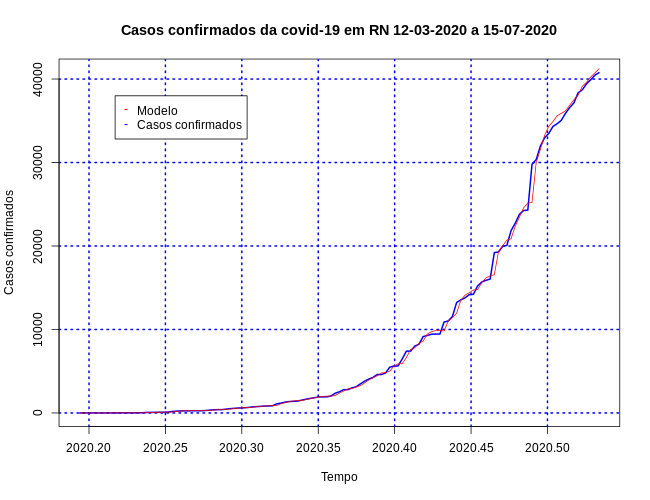 Casos confirmados da covid-19 em RN 12-03-2020 a 15-07-2020
Casos confirmados
40000
30000
20000
10000
0
- Modelo
- Casos confirmados
2020.20 2020.25 2020.30 2020.35 2020.40 2020.45 2020.50
Tempo